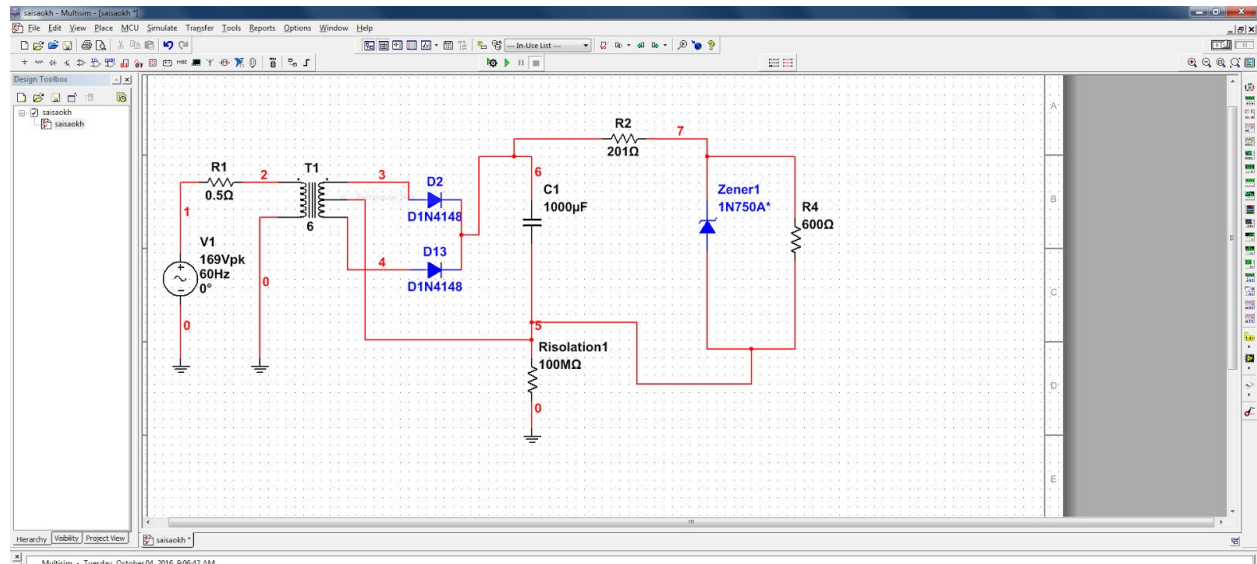 saisaokh - Multisim - [saisaokh *]
File Edit View Place MCU Simulate Transfer Tools Reports Options Window Help
--- In-Use List ---
Design Toolbox
saisaokh
saisaokh
Hierarchy Visibility Project View
saisaokh *
R1
0.5Ω
1
2
V1
169Vpk
60Hz
0°
0
0
T1
6
3
4
D2
D1N4148
D13
D1N4148
6
C1
1000µF
5
Risolation1
100MΩ
0
R2
201Ω
7
Zener1
1N750A*
R4
600Ω
A
B
C
D
E
Multisim - Tuesday, October 04, 2016, 9:06:42 AM